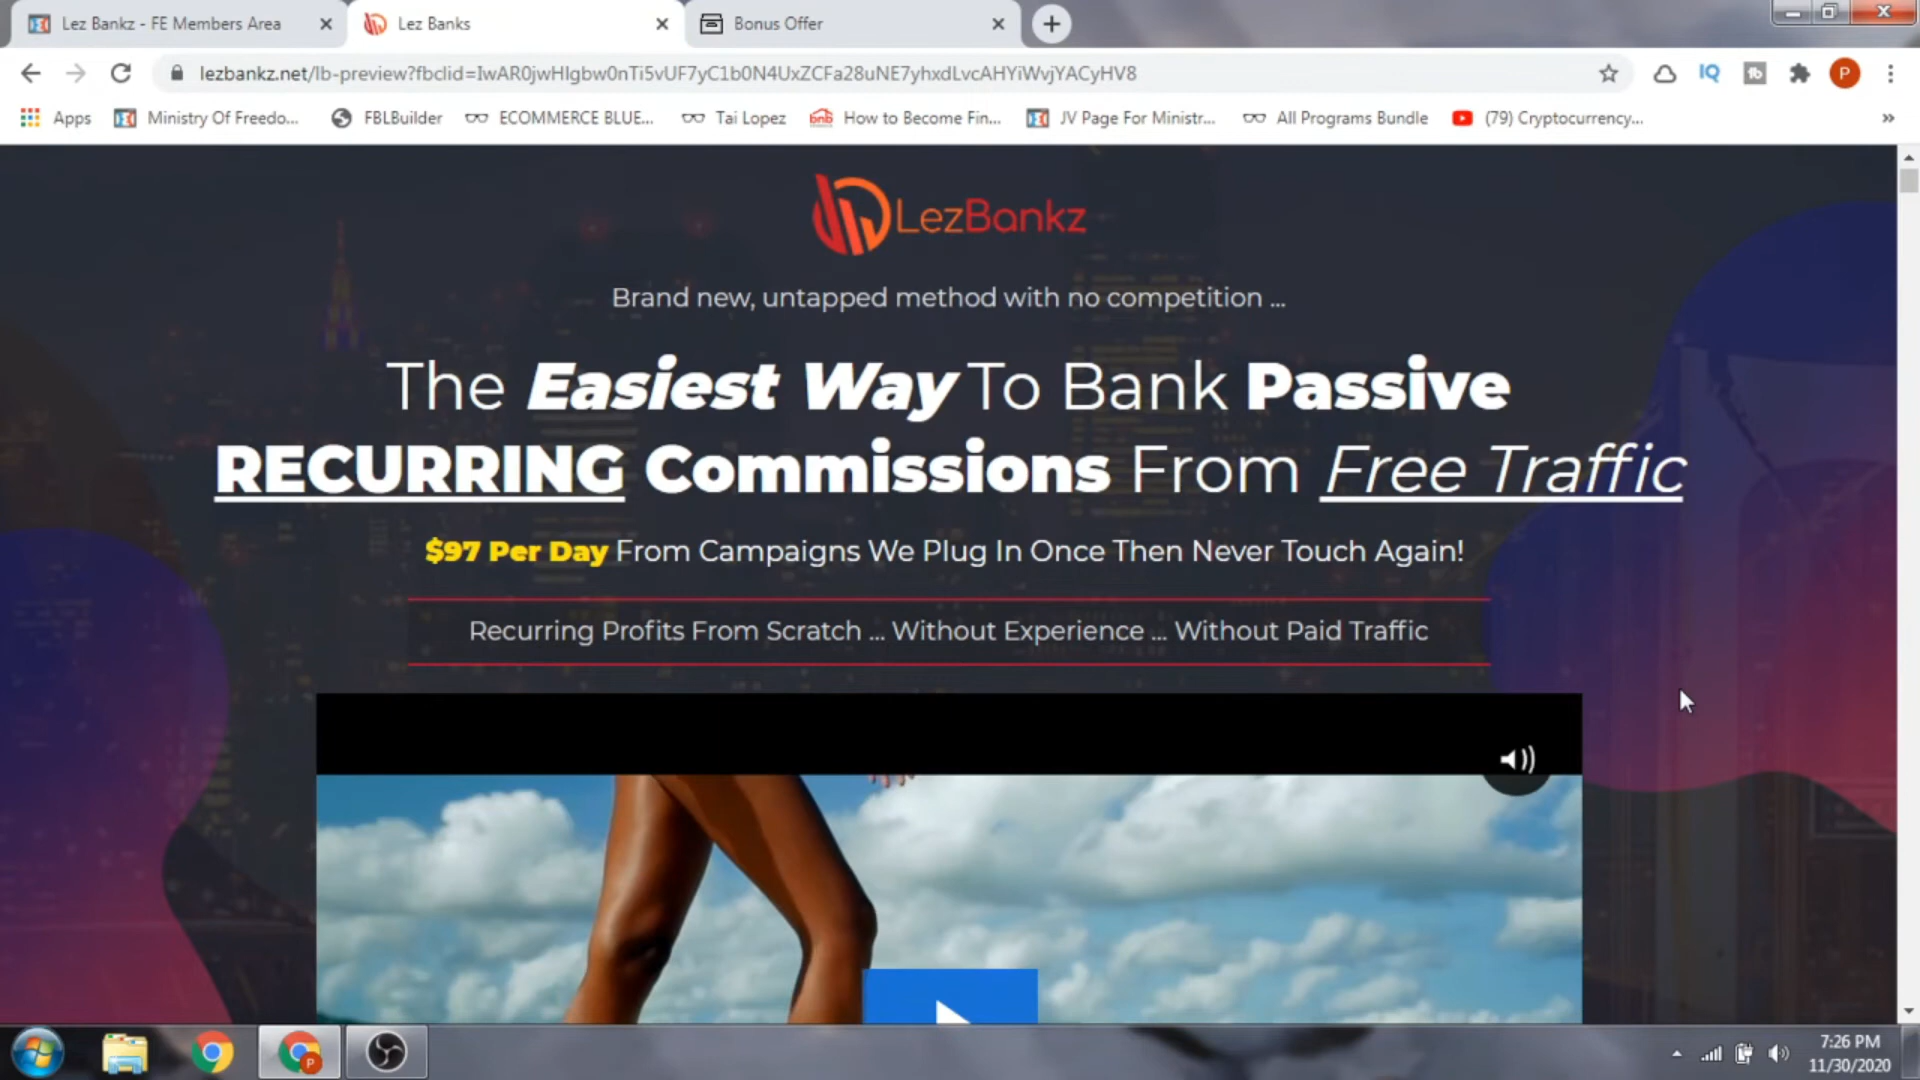 Lez Bankz - FE Members Area
Lez Banks
Bonus Offer
lezbankz.net/lb-preview?fbclid=IwAR0jwHIgbw0nTi5vUF7yC1b0N4UxZCFa28uNE7yhxdLvcAHYiWvjYACyHV8
IQ
P
Apps
Ministry Of Freedo...
FBLBuilder
ECOMMERCE BLUE...
Tai Lopez
bnb
How to Become Fin...
JV Page For Ministr...
All Programs Bundle
(79) Cryptocurrency...
»
LezBankz
Brand new, untapped method with no competition ...
The Easiest Way To Bank Passive
RECURRING Commissions From Free Traffic
$97 Per Day From Campaigns We Plug In Once Then Never Touch Again!
Recurring Profits From Scratch ... Without Experience ... Without Paid Traffic
P
7:26 PM
11/30/2020